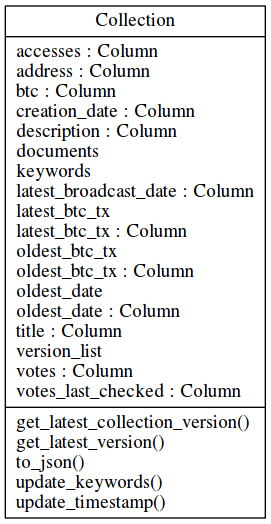 Collection
accesses : Column
address : Column
btc : Column
creation_date : Column
description : Column
documents
keywords
latest_broadcast_date : Column
latest_btc_tx
latest_btc_tx : Column
oldest_btc_tx
oldest_btc_tx : Column
oldest_date
oldest_date : Column
title : Column
version_list
votes : Column
votes_last_checked : Column
get_latest_collection_version()
get_latest_version()
to_json()
update_keywords()
update_timestamp()